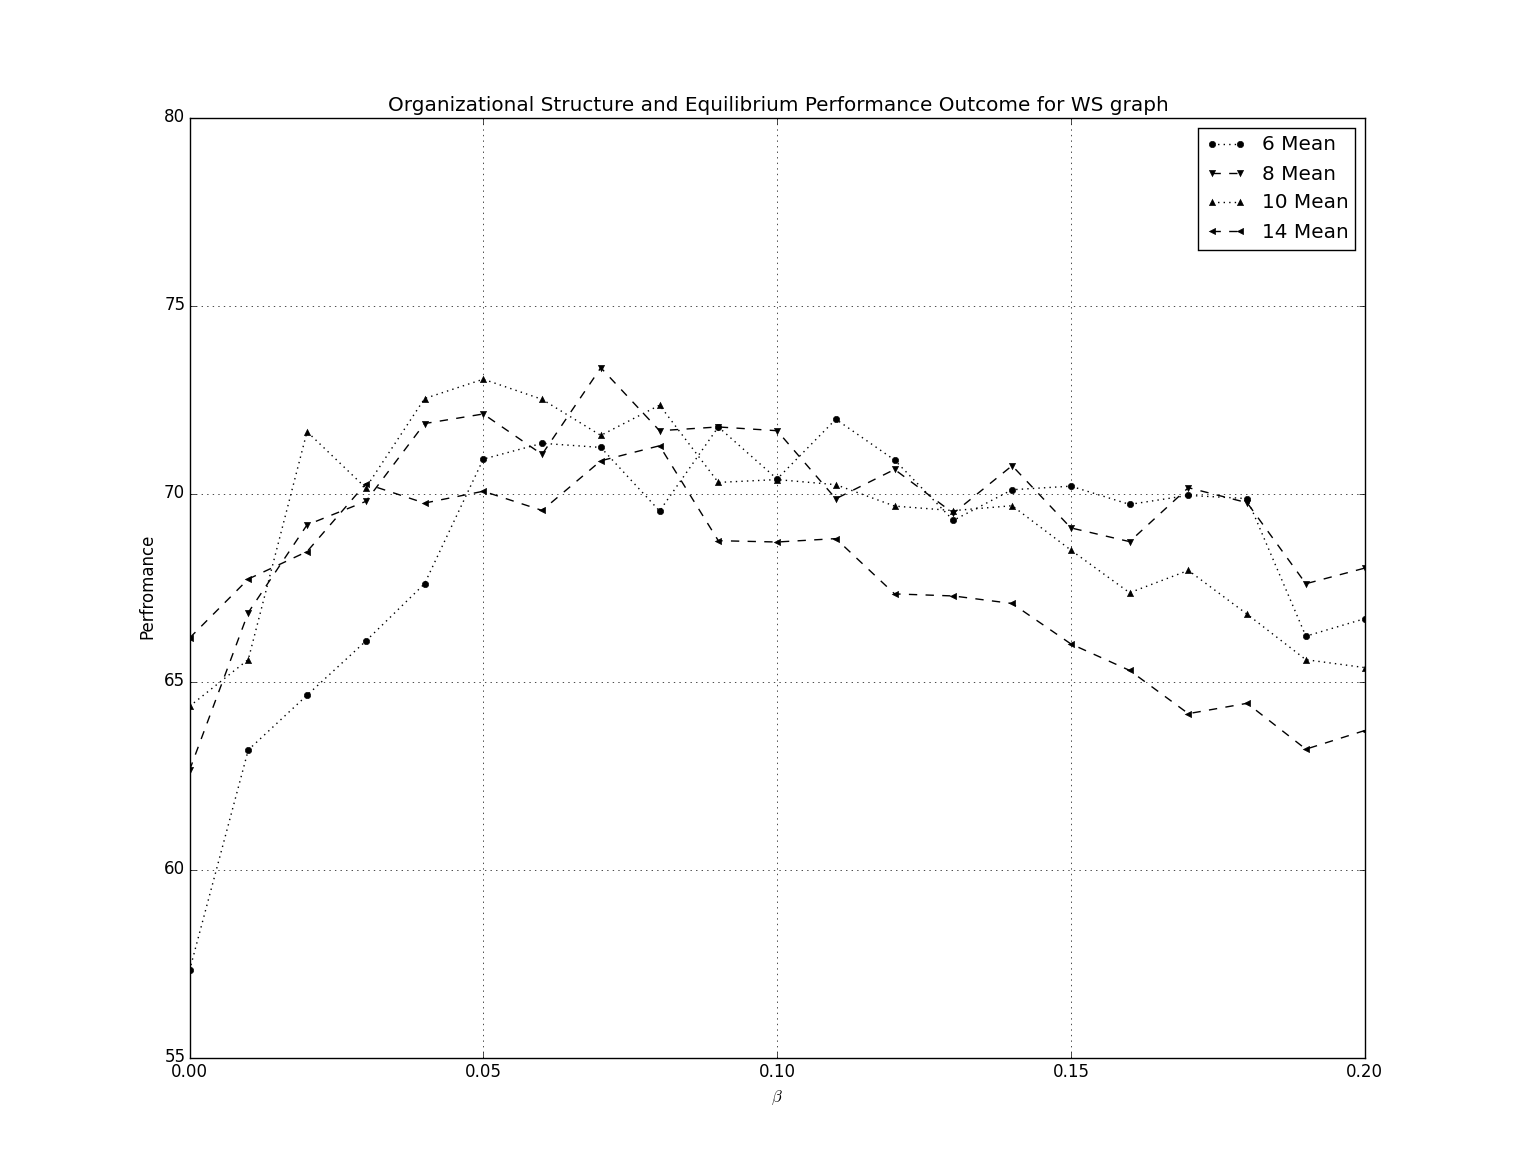 Organizational Structure and Equilibrium Performance Outcome for WS graph
80
75
70
65
60
55
Perfromance
6 Mean
8 Mean
10 Mean
14 Mean
0.00 0.05 0.10 0.15 0.20
β